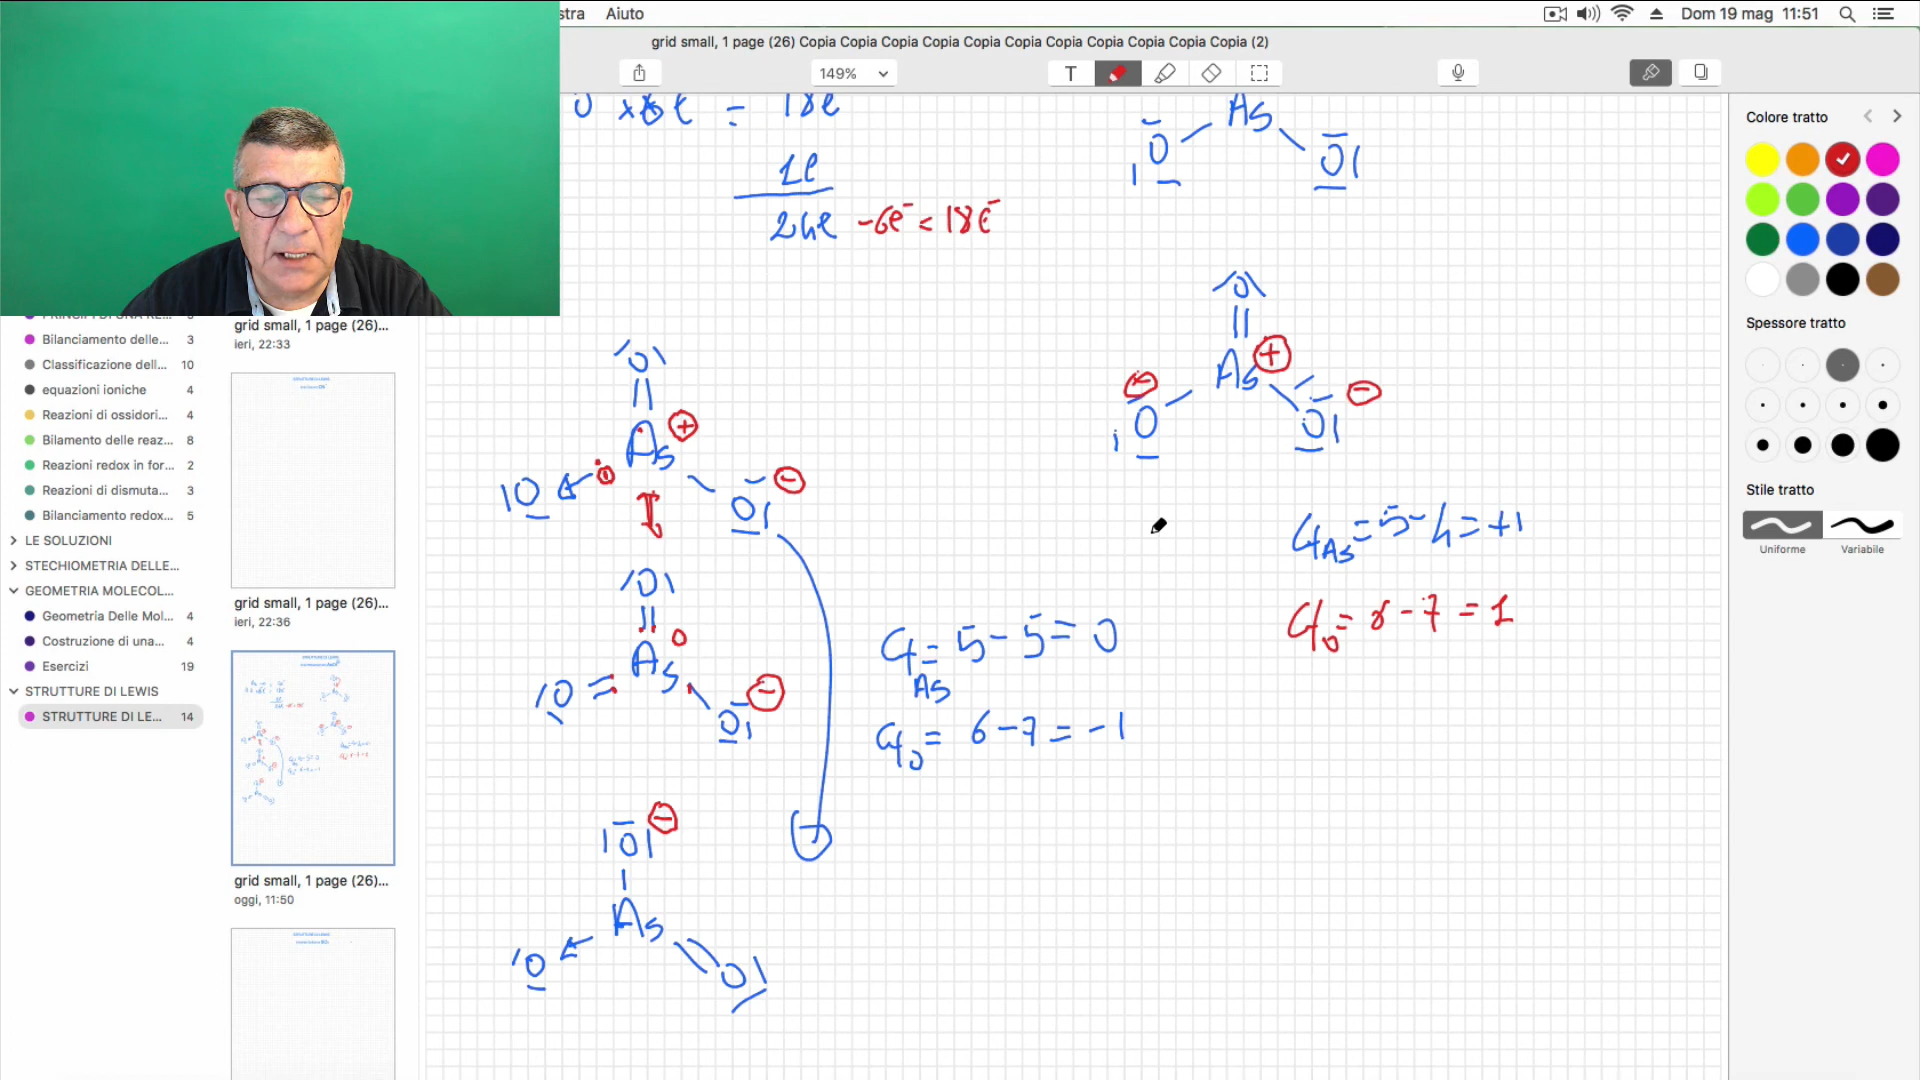 stra Aiuto
Dom 19 mag 11:51
grid small, 1 page (26) Copia Copia Copia Copia Copia Copia Copia Copia Copia Copia (2)
149%
T
Colore tratto
Spessore tratto
Stile tratto
Uniforme Variabile
Bilanciamento delle... 3
Classificazione dell... 10
equazioni ioniche 4
Reazioni di ossidori... 4
Bilamento delle reaz... 8
Reazioni redox in for... 2
Reazioni di dismuta... 3
Bilanciamento redox... 5
LE SOLUZIONI
STECHIOMETRIA DELLE...
GEOMETRIA MOLECOL...
Geometria Delle Mol... 4
Costruzione di una... 4
Esercizi 19
STRUTTURE DI LEWIS
STRUTTURE DI LE... 14
grid small, 1 page (26)...
ieri, 22:33
grid small, 1 page (26)...
ieri, 22:36
grid small, 1 page (26)...
oggi, 11:50
= 18e
1e
24e -6e⁻ = 18e⁻
As
O O
O
As +
O - O -
O
As +
O O -
O
As 0
O O -
O -
As
O O
Cf As = 5 - 4 = +1
Cf As = 5 - 5 = 0
Cf O = 6 - 7 = -1